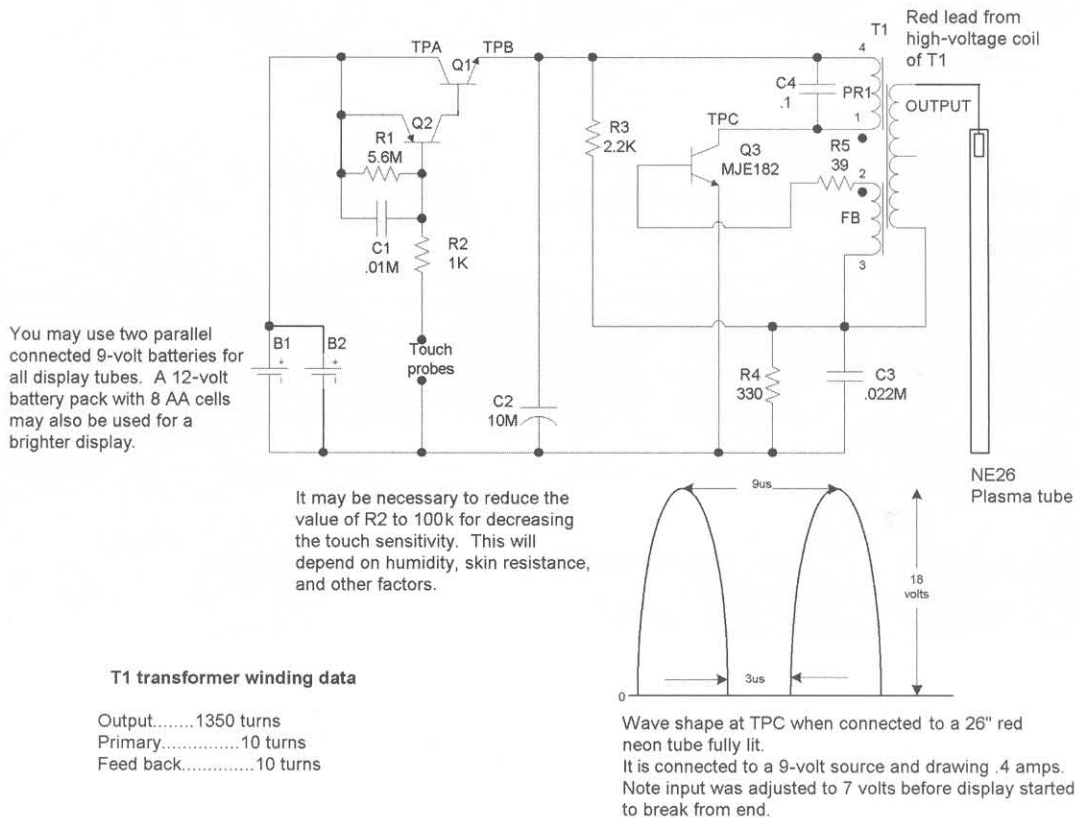 T1
Red lead from
high-voltage coil
of T1
TPA
TPB
Q1
4
C4
.1
PR1
OUTPUT
Q2
R3
2.2K
TPC
1
R1
5.6M
Q3
MJE182
R5
39
2
FB
C1
.01M
R2
1K
3
You may use two parallel
connected 9-volt batteries for
all display tubes. A 12-volt
battery pack with 8 AA cells
may also be used for a
brighter display.
B1
+
-
B2
+
-
Touch
probes
C2
10M
R4
330
C3
.022M
NE26
Plasma tube
It may be necessary to reduce the
value of R2 to 100k for decreasing
the touch sensitivity. This will
depend on humidity, skin resistance,
and other factors.
9us
18
volts
3us
0
T1 transformer winding data
Output........1350 turns
Primary..............10 turns
Feed back..............10 turns
Wave shape at TPC when connected to a 26" red
neon tube fully lit.
It is connected to a 9-volt source and drawing .4 amps.
Note input was adjusted to 7 volts before display started
to break from end.